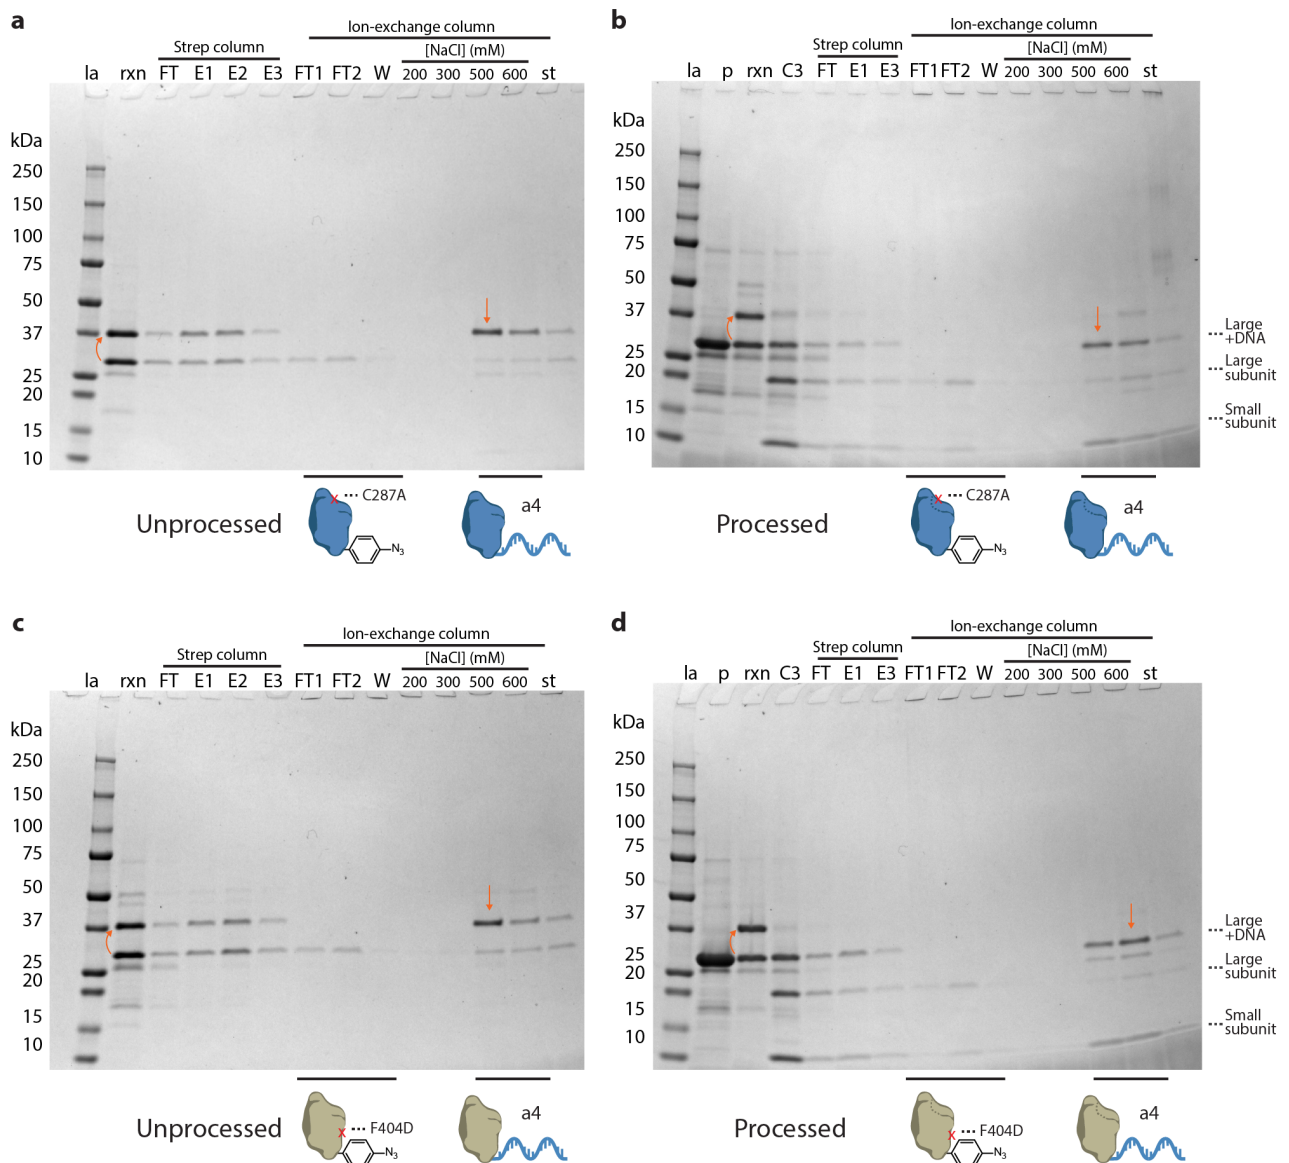 a
Ion-exchange column
Strep column
[NaCl] (mM)
la rxn FT E1 E2 E3 FT1 FT2 W 200 300 500 600 st
kDa
250
150
100
75
50
37
25
20
15
10
Unprocessed
C287A
N3
a4
b
Ion-exchange column
Strep column
[NaCl] (mM)
la p rxn C3 FT E1 E3 FT1 FT2 W 200 300 500 600 st
kDa
250
150
100
75
50
37
25
20
15
10
Large
+DNA
Large
subunit
Small
subunit
Processed
C287A
N3
a4
c
Ion-exchange column
Strep column
[NaCl] (mM)
la rxn FT E1 E2 E3 FT1 FT2 W 200 300 500 600 st
kDa
250
150
100
75
50
37
25
20
15
10
Unprocessed
x
F404D
N3
a4
d
Ion-exchange column
Strep column
[NaCl] (mM)
la p rxn C3 FT E1 E3 FT1 FT2 W 200 300 500 600 st
kDa
250
150
100
75
50
37
25
20
15
10
Large
+DNA
Large
subunit
Small
subunit
Processed
x
F404D
N3
a4